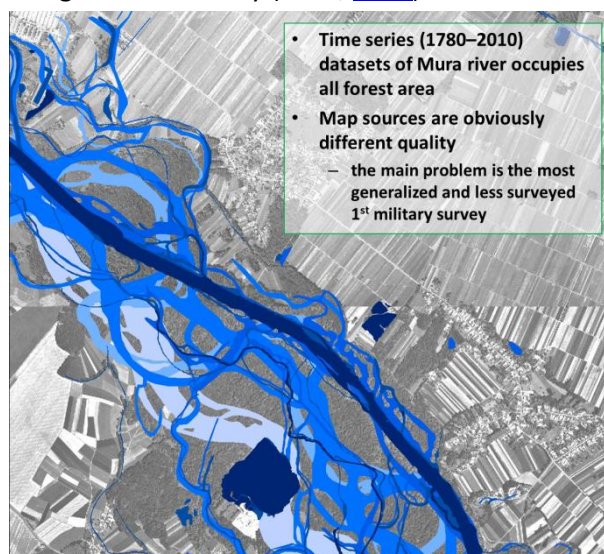 • Time series (1780–2010)
datasets of Mura river occupies
all forest area
• Map sources are obviously
different quality
– the main problem is the most
generalized and less surveyed
1st military survey